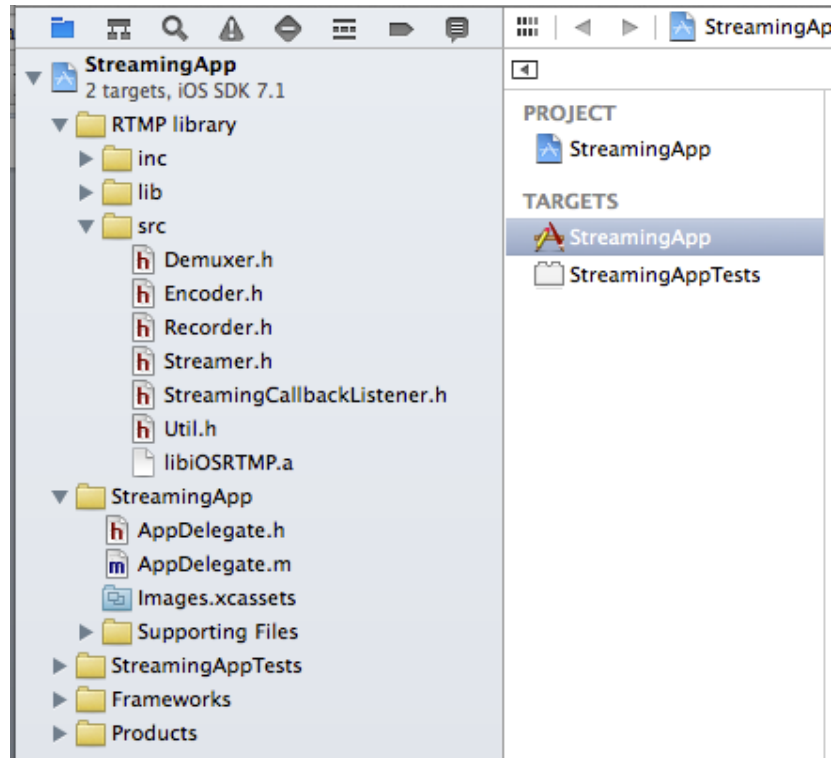 StreamingApp
2 targets, iOS SDK 7.1
RTMP library
inc
lib
src
h Demuxer.h
h Encoder.h
h Recorder.h
h Streamer.h
h StreamingCallbackListener.h
h Util.h
libiOSRTMP.a
StreamingApp
h AppDelegate.h
m AppDelegate.m
Images.xcassets
Supporting Files
StreamingAppTests
Frameworks
Products
StreamingAp
PROJECT
StreamingApp
TARGETS
StreamingApp
StreamingAppTests